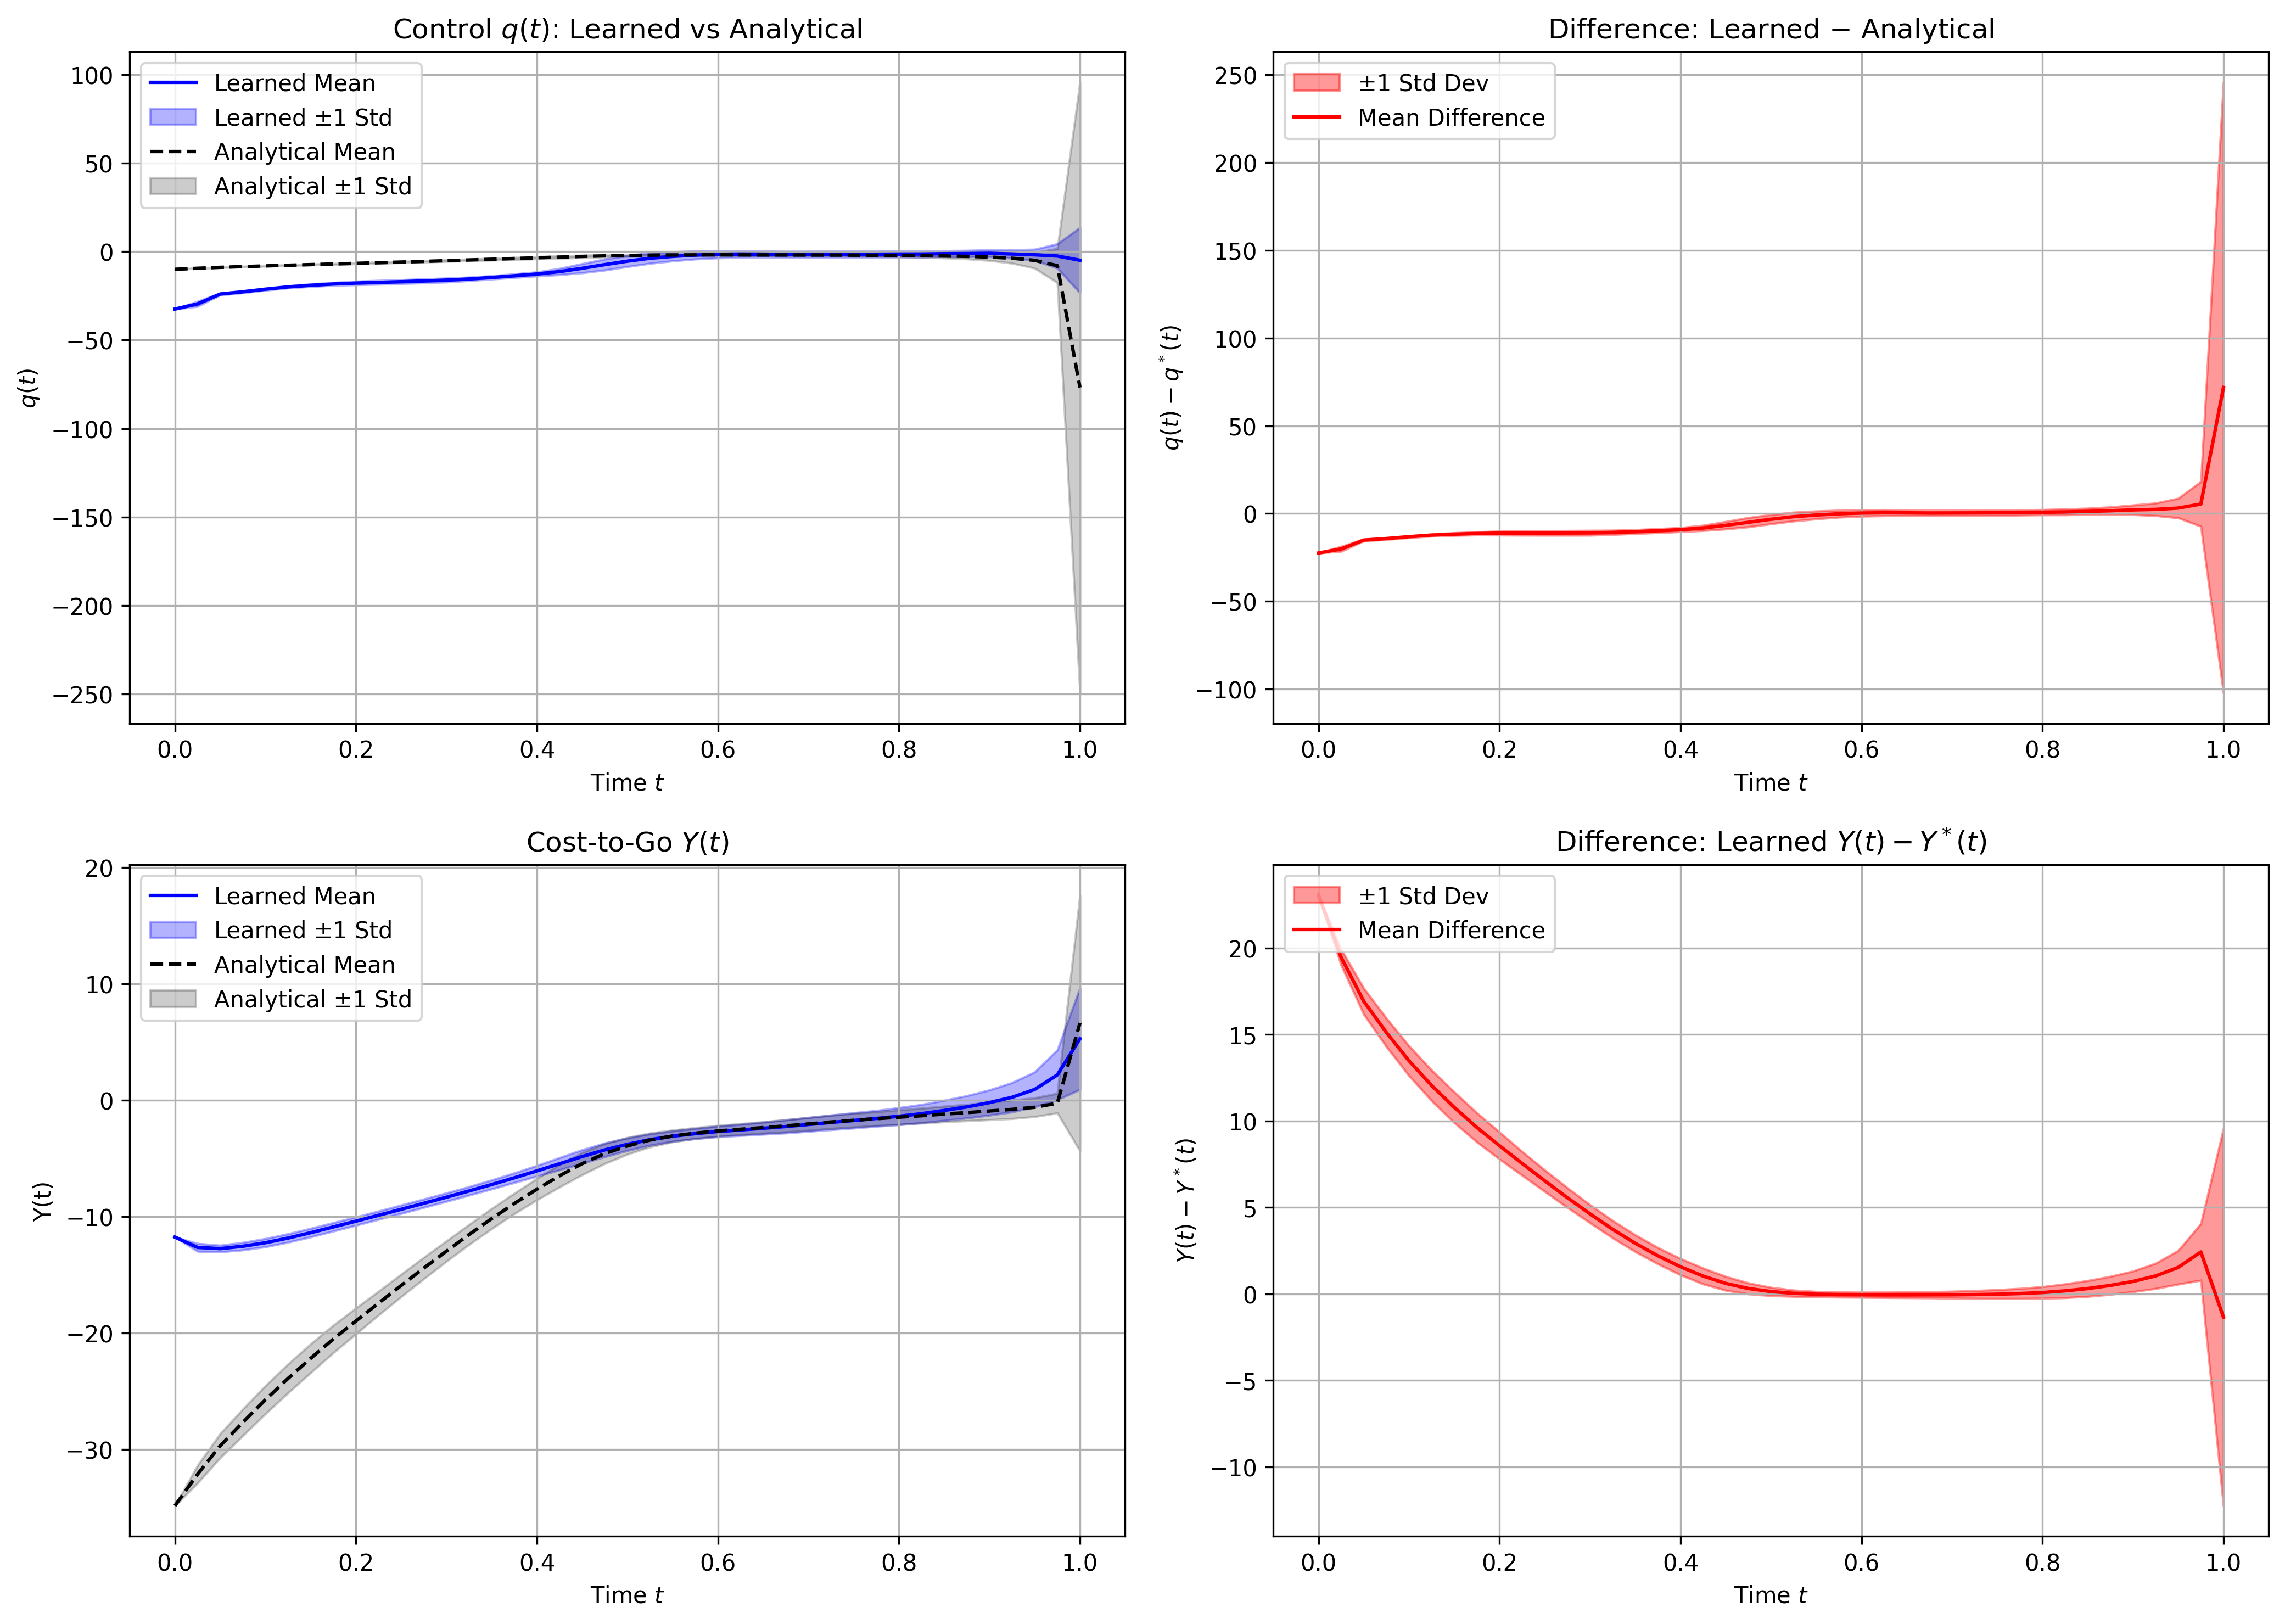 Control q(t): Learned vs Analytical
Learned Mean
Learned ±1 Std
Analytical Mean
Analytical ±1 Std
100
50
0
−50
−100
−150
−200
−250
q(t)
0.0 0.2 0.4 0.6 0.8 1.0
Time t
Difference: Learned − Analytical
±1 Std Dev
Mean Difference
250
200
150
100
50
0
−50
−100
q(t) − q*(t)
0.0 0.2 0.4 0.6 0.8 1.0
Time t
Cost-to-Go Y(t)
Learned Mean
Learned ±1 Std
Analytical Mean
Analytical ±1 Std
20
10
0
−10
−20
−30
Y(t)
0.0 0.2 0.4 0.6 0.8 1.0
Time t
Difference: Learned Y(t) − Y*(t)
±1 Std Dev
Mean Difference
20
15
10
5
0
−5
−10
Y(t) − Y*(t)
0.0 0.2 0.4 0.6 0.8 1.0
Time t